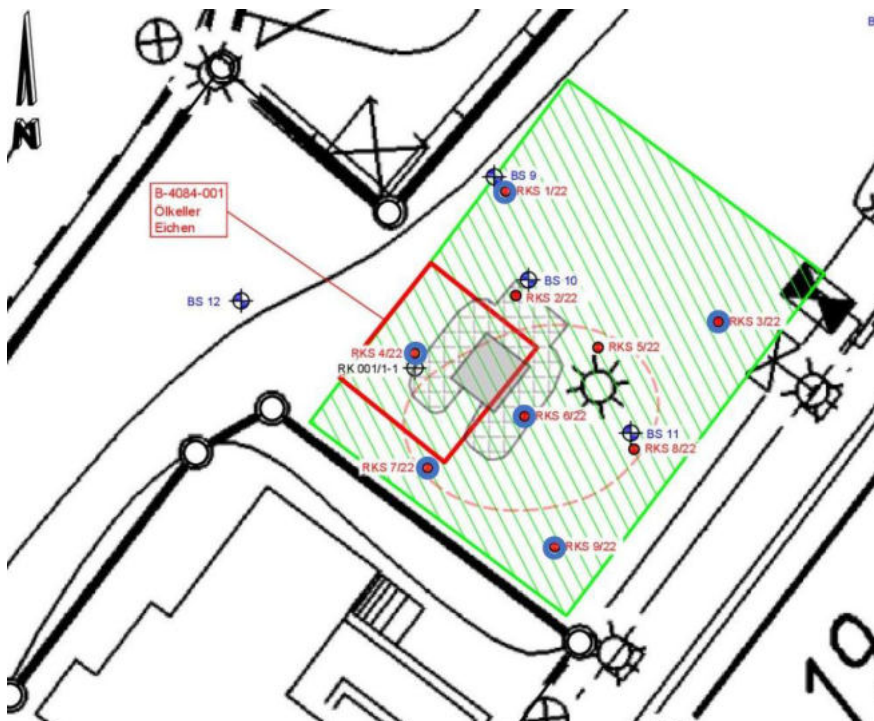 N
B-4084-001
Ölkeller
Eichen
BS 9
RKS 1/22
BS 10
RKS 2/22
BS 12
RKS 3/22
RKS 4/22
RKS 5/22
RK 001/1-1
RKS 6/22
BS 11
RKS 8/22
RKS 7/22
RKS 9/22